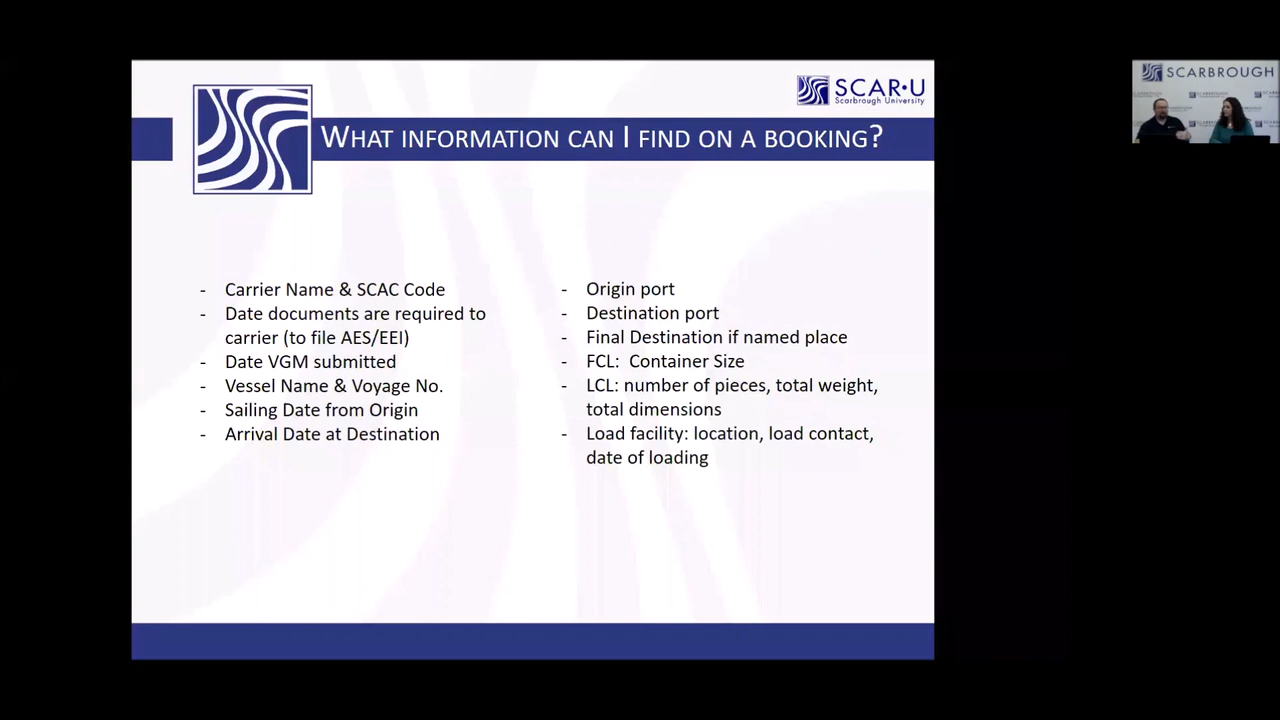 SCAR·U
Scarbrough University
WHAT INFORMATION CAN I FIND ON A BOOKING?
- Carrier Name & SCAC Code
- Date documents are required to
carrier (to file AES/EEI)
- Date VGM submitted
- Vessel Name & Voyage No.
- Sailing Date from Origin
- Arrival Date at Destination
- Origin port
- Destination port
- Final Destination if named place
- FCL: Container Size
- LCL: number of pieces, total weight,
total dimensions
- Load facility: location, load contact,
date of loading
SCARBROUGH